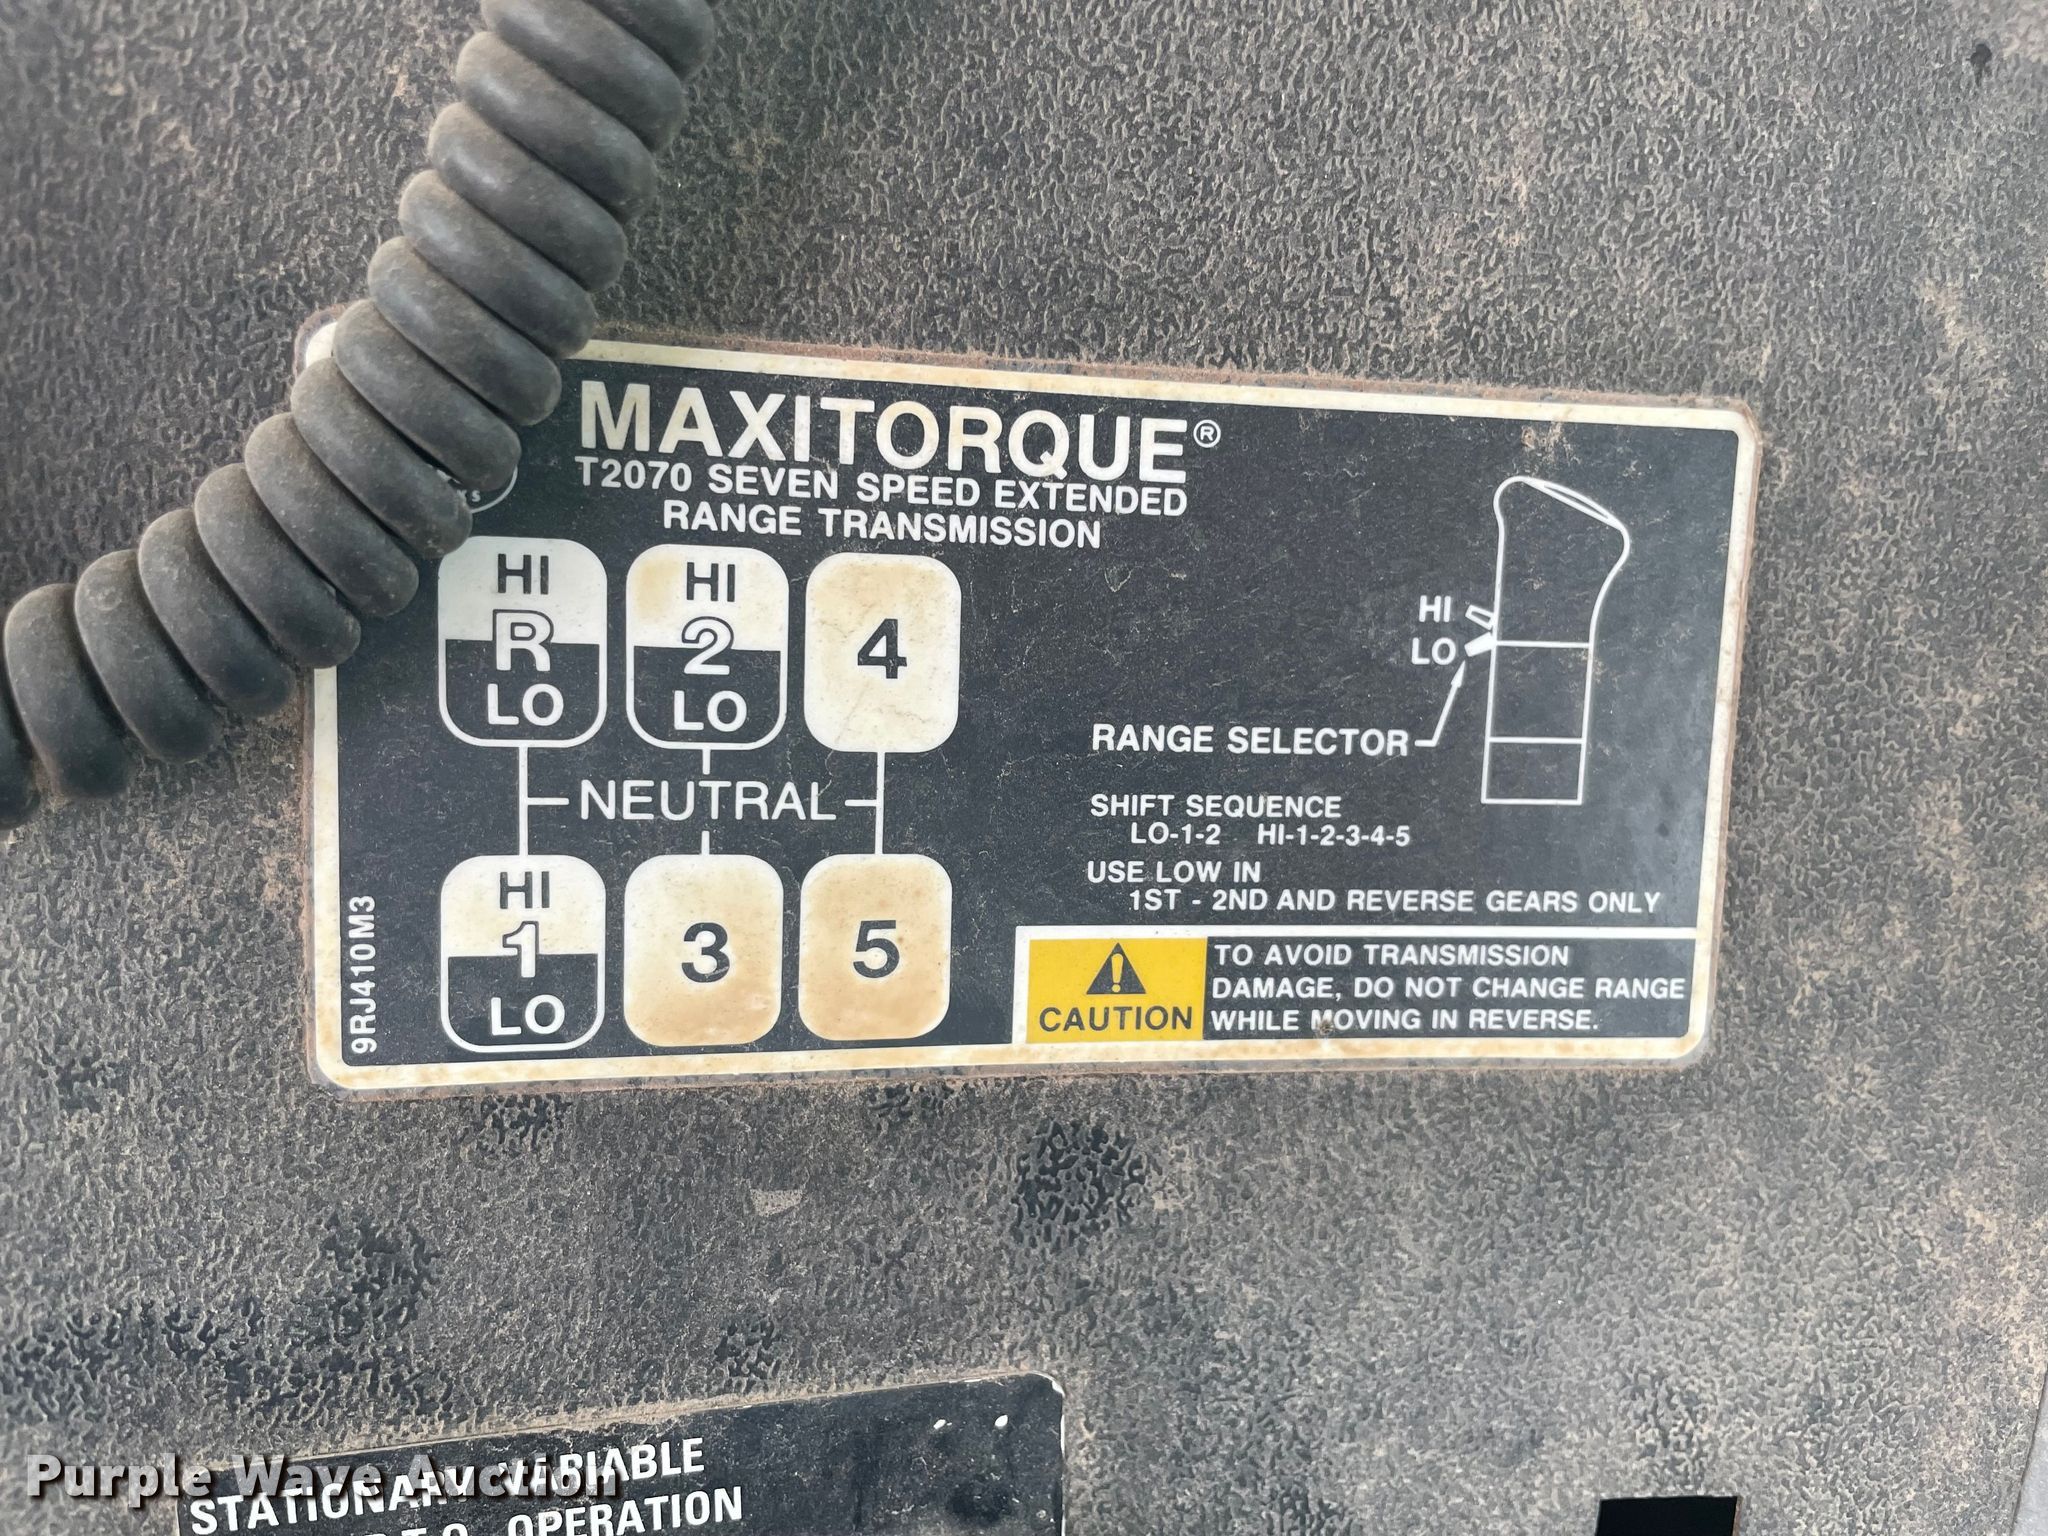 MAXITORQUE®
T2070 SEVEN SPEED EXTENDED
RANGE TRANSMISSION
HI
R
LO
HI
2
LO
4
NEUTRAL
HI
1
LO
3
5
9RJ410M3
HI
LO
RANGE SELECTOR
SHIFT SEQUENCE
LO-1-2 HI-1-2-3-4-5
USE LOW IN
1ST - 2ND AND REVERSE GEARS ONLY
CAUTION
TO AVOID TRANSMISSION
DAMAGE, DO NOT CHANGE RANGE
WHILE MOVING IN REVERSE.
STATIONARY VARIABLE
P.T.O. OPERATION
Purple Wave Auction